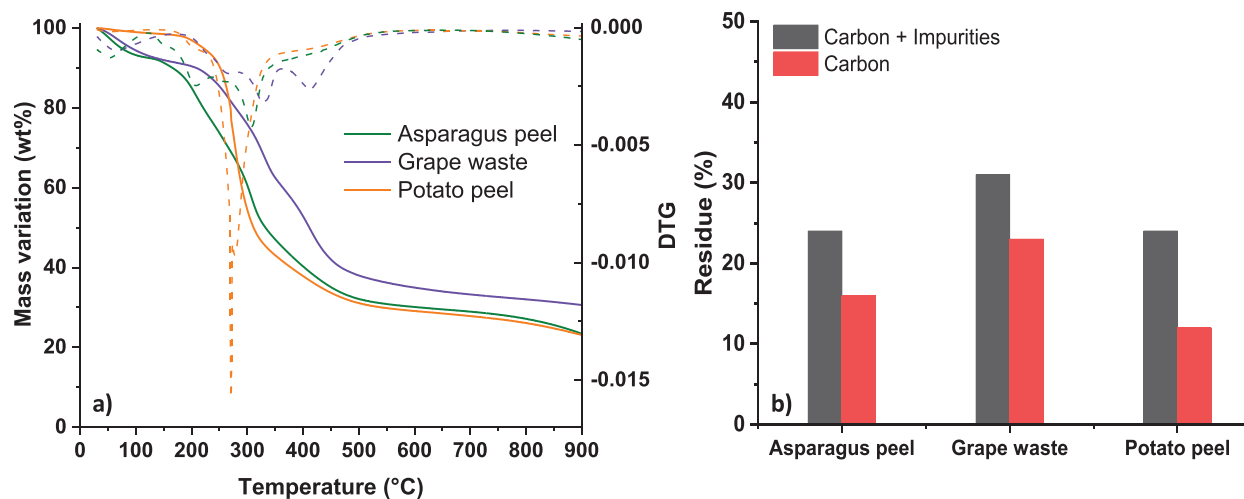 100
80
60
40
20
0
Mass variation (wt%)
0 100 200 300 400 500 600 700 800 900
Temperature (°C)
0.000
-0.005
-0.010
-0.015
DTG
Asparagus peel
Grape waste
Potato peel
a)
50
40
30
20
10
0
Residue (%)
Carbon + Impurities
Carbon
b)
Asparagus peel Grape waste Potato peel